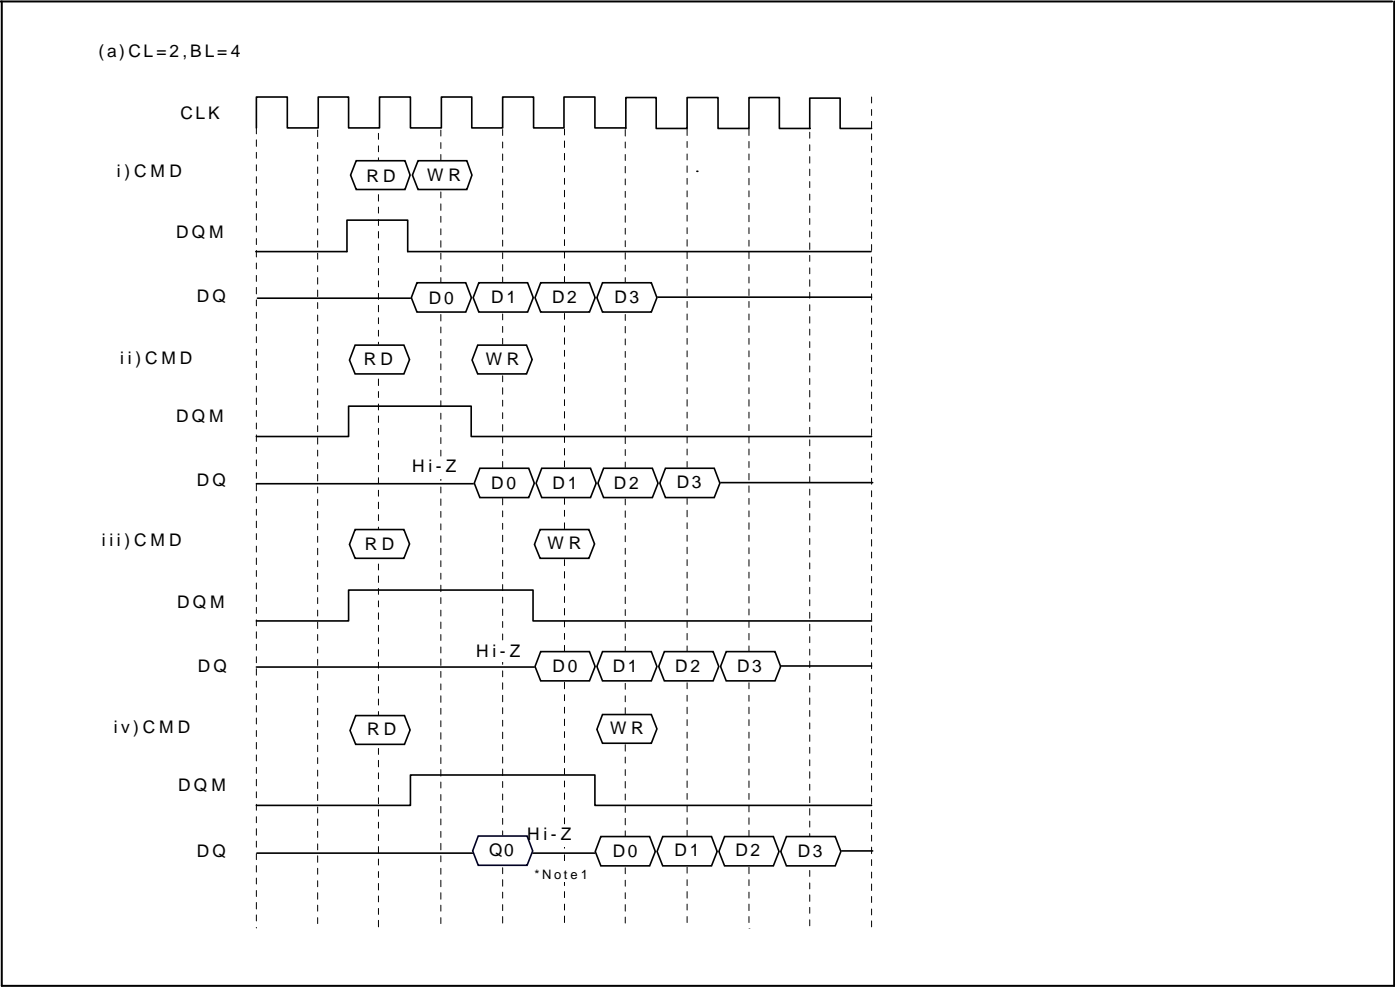 (a)CL=2,BL=4
CLK
i)CMD RD WR
DQM
DQ D0 D1 D2 D3
ii)CMD RD WR
DQM
Hi-Z
DQ D0 D1 D2 D3
iii)CMD RD WR
DQM
Hi-Z
DQ D0 D1 D2 D3
iv)CMD RD WR
DQM
Hi-Z
DQ Q0 D0 D1 D2 D3
*Note1